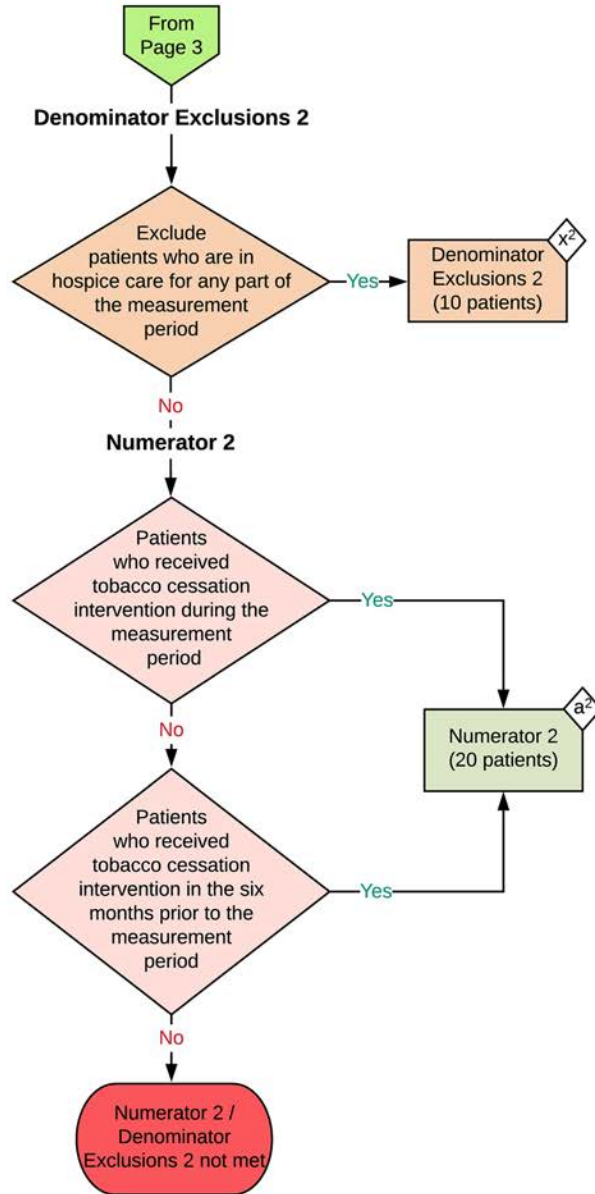 From
Page 3
Denominator Exclusions 2
Exclude
patients who are in
hospice care for any part of
the measurement
period
Yes
Denominator
Exclusions 2
(10 patients)
x²
No
Numerator 2
Patients
who received
tobacco cessation
intervention during the
measurement
period
Yes
Numerator 2
(20 patients)
a²
No
Patients
who received
tobacco cessation
intervention in the six
months prior to the
measurement
period
Yes
No
Numerator 2 /
Denominator
Exclusions 2 not met